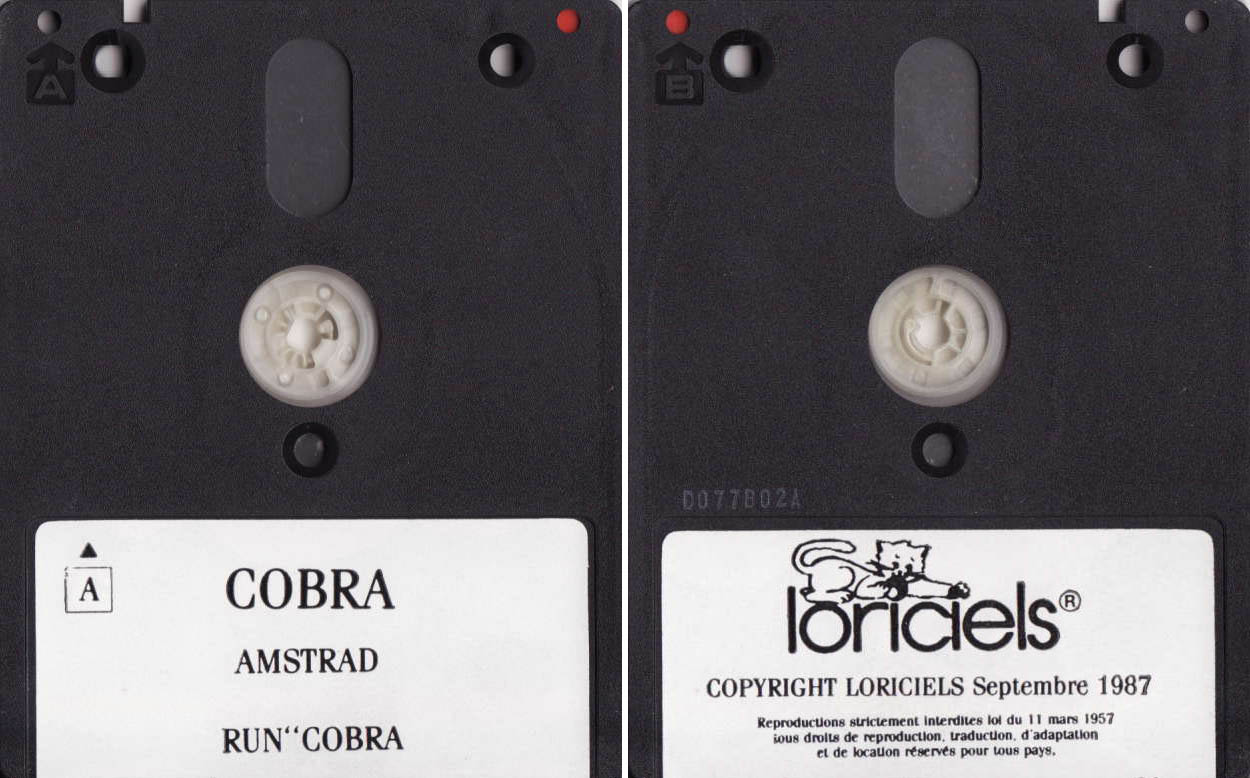 A
A
COBRA
AMSTRAD
RUN“COBRA
B
D077B02A
loriciels®
COPYRIGHT LORICIELS Septembre 1987
Reproductions strictement interdites loi du 11 mars 1957
tous droits de reproduction, traduction, d'adaptation
et de location réservés pour tous pays.